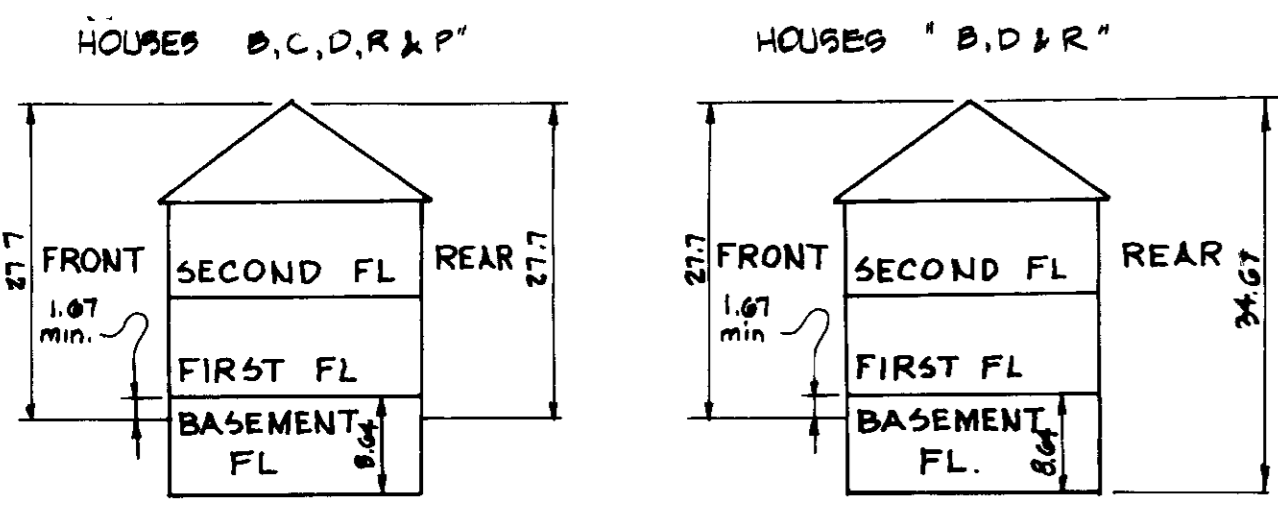 HOUSES B, C, D, R & P"
27.7
FRONT
1.67
min.
SECOND FL
FIRST FL
BASEMENT
FL
8.64
REAR
27.7
HOUSES " B, D & R "
27.7
FRONT
1.67
min
SECOND FL
FIRST FL
BASEMENT
FL.
8.64
REAR
34.67